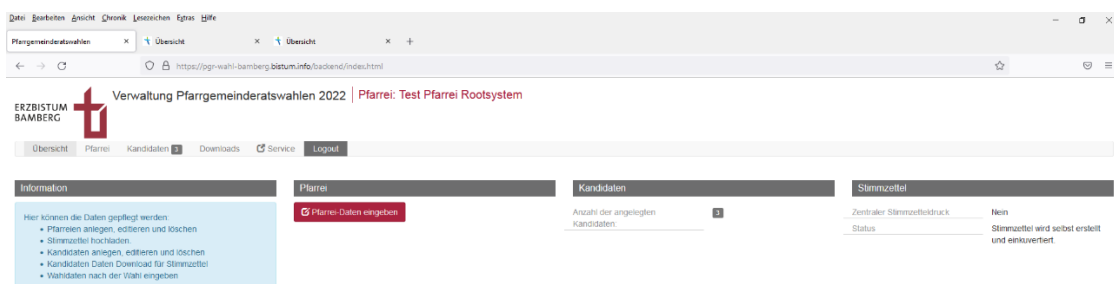 Datei Bearbeiten Ansicht Chronik Lesezeichen Extras Hilfe
Pfarrgemeinderatswahlen Übersicht Übersicht
https://pgr-wahl-bamberg.bistum.info/backend/index.html
ERZBISTUM
BAMBERG
Verwaltung Pfarrgemeinderatswahlen 2022 Pfarrei: Test Pfarrei Rootsystem
Übersicht Pfarrei Kandidaten 3 Downloads Service Logout
Information Pfarrei Kandidaten Stimmzettel
Hier können die Daten gepflegt werden:
• Pfarreien anlegen, editieren und löschen
• Stimmzettel hochladen.
• Kandidaten anlegen, editieren und löschen
• Kandidaten Daten Download für Stimmzettel
• Wahldaten nach der Wahl eingeben
Pfarrei-Daten eingeben
Anzahl der angelegten 3
Kandidaten:
Zentraler Stimmzetteldruck Nein
Status Stimmzettel wird selbst erstellt
und einkuvertiert